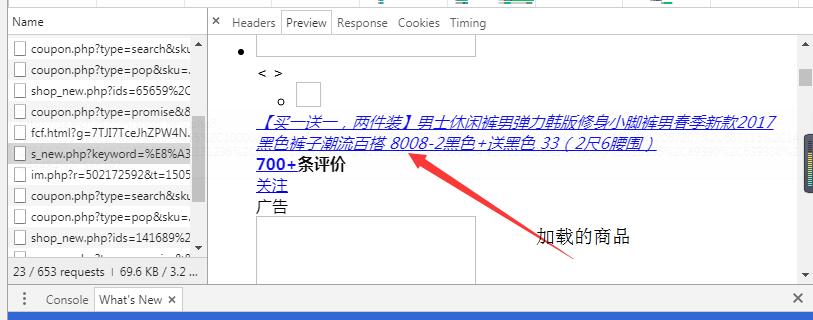 Name
× Headers Preview Response Cookies Timing
coupon.php?type=search&sku
coupon.php?type=pop&sku=.
shop_new.php?ids=65659%2C
coupon.php?type=promise&&
fcf.html?g=7TJI7TceJhZPW4N.
s_new.php?keyword=%E8%A3
im.php?r=502172592&t=1505
coupon.php?type=search&sku
coupon.php?type=pop&sku=.
shop_new.php?ids=141689%2
< >
【买一送一，两件装】男士休闲裤男弹力韩版修身小脚裤男春季新款2017
黑色裤子潮流百搭 8008-2黑色+送黑色 33（2尺6腰围）
700+条评价
关注
广告
加载的商品
23 / 653 requests | 69.6 KB / 3.2 ...
Console What's New ×